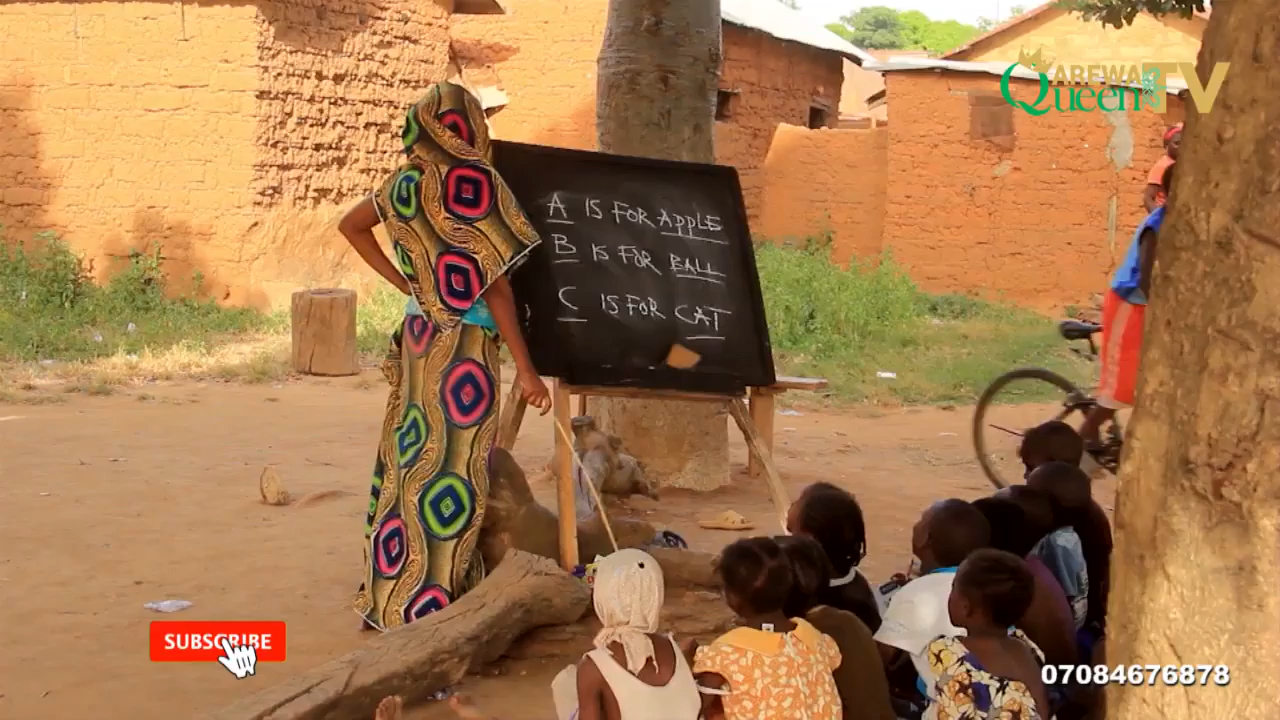 AREWA
Queen TV
A IS FOR APPLE
B IS FOR BALL
C IS FOR CAT
SUBSCRIBE
07084676878